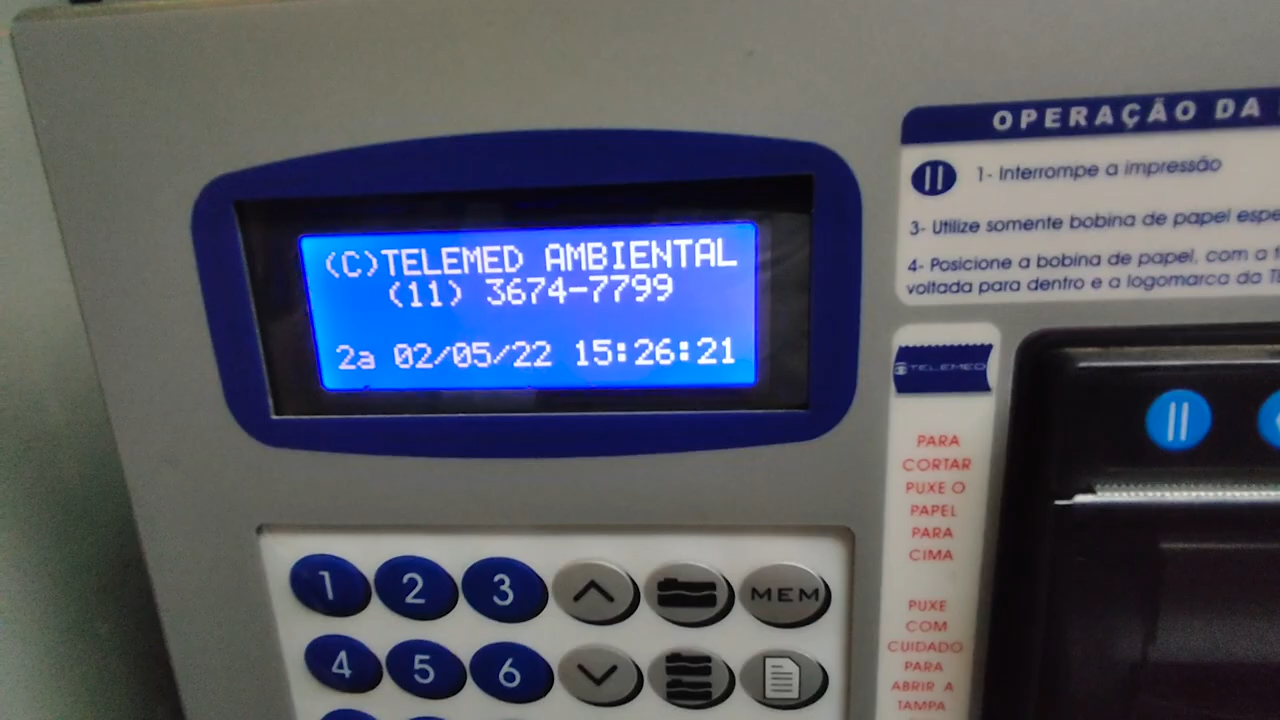 (C)TELEMED AMBIENTAL
(11) 3674-7799
2a 02/05/22 15:26:21
OPERAÇÃO DA
1- Interrompe a impressão
3- Utilize somente bobina de papel
4- Posicione a bobina de papel, com a
voltada para dentro e a logomarca da
TELEMED
PARA
CORTAR
PUXE O
PAPEL
PARA
CIMA
PUXE
COM
CUIDADO
PARA
ABRIR A
TAMPA
1 2 3 MEM
4 5 6